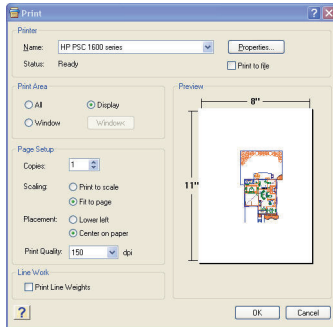 Print
Printer
Name: HP PSC 1600 series Properties...
Status: Ready Print to file
Print Area
All Display
Window Window<
Page Setup
Copies: 1
Scaling: Print to scale
Fit to page
Placement: Lower left
Center on paper
Print Quality: 150 dpi
Line Work
Print Line Weights
Preview
8"
11"
? OK Cancel